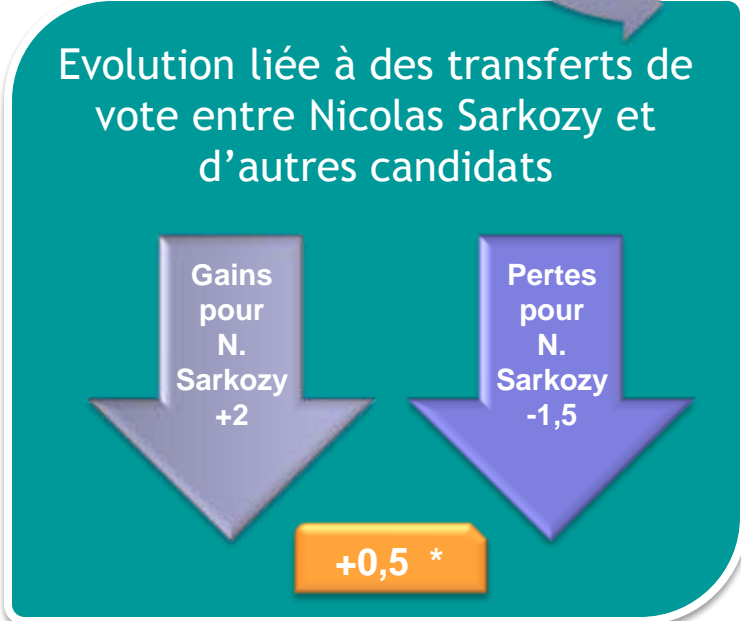 Evolution liée à des transferts de
vote entre Nicolas Sarkozy et
d’autres candidats
Gains
pour
N.
Sarkozy
+2
Pertes
pour
N.
Sarkozy
-1,5
+0,5 *